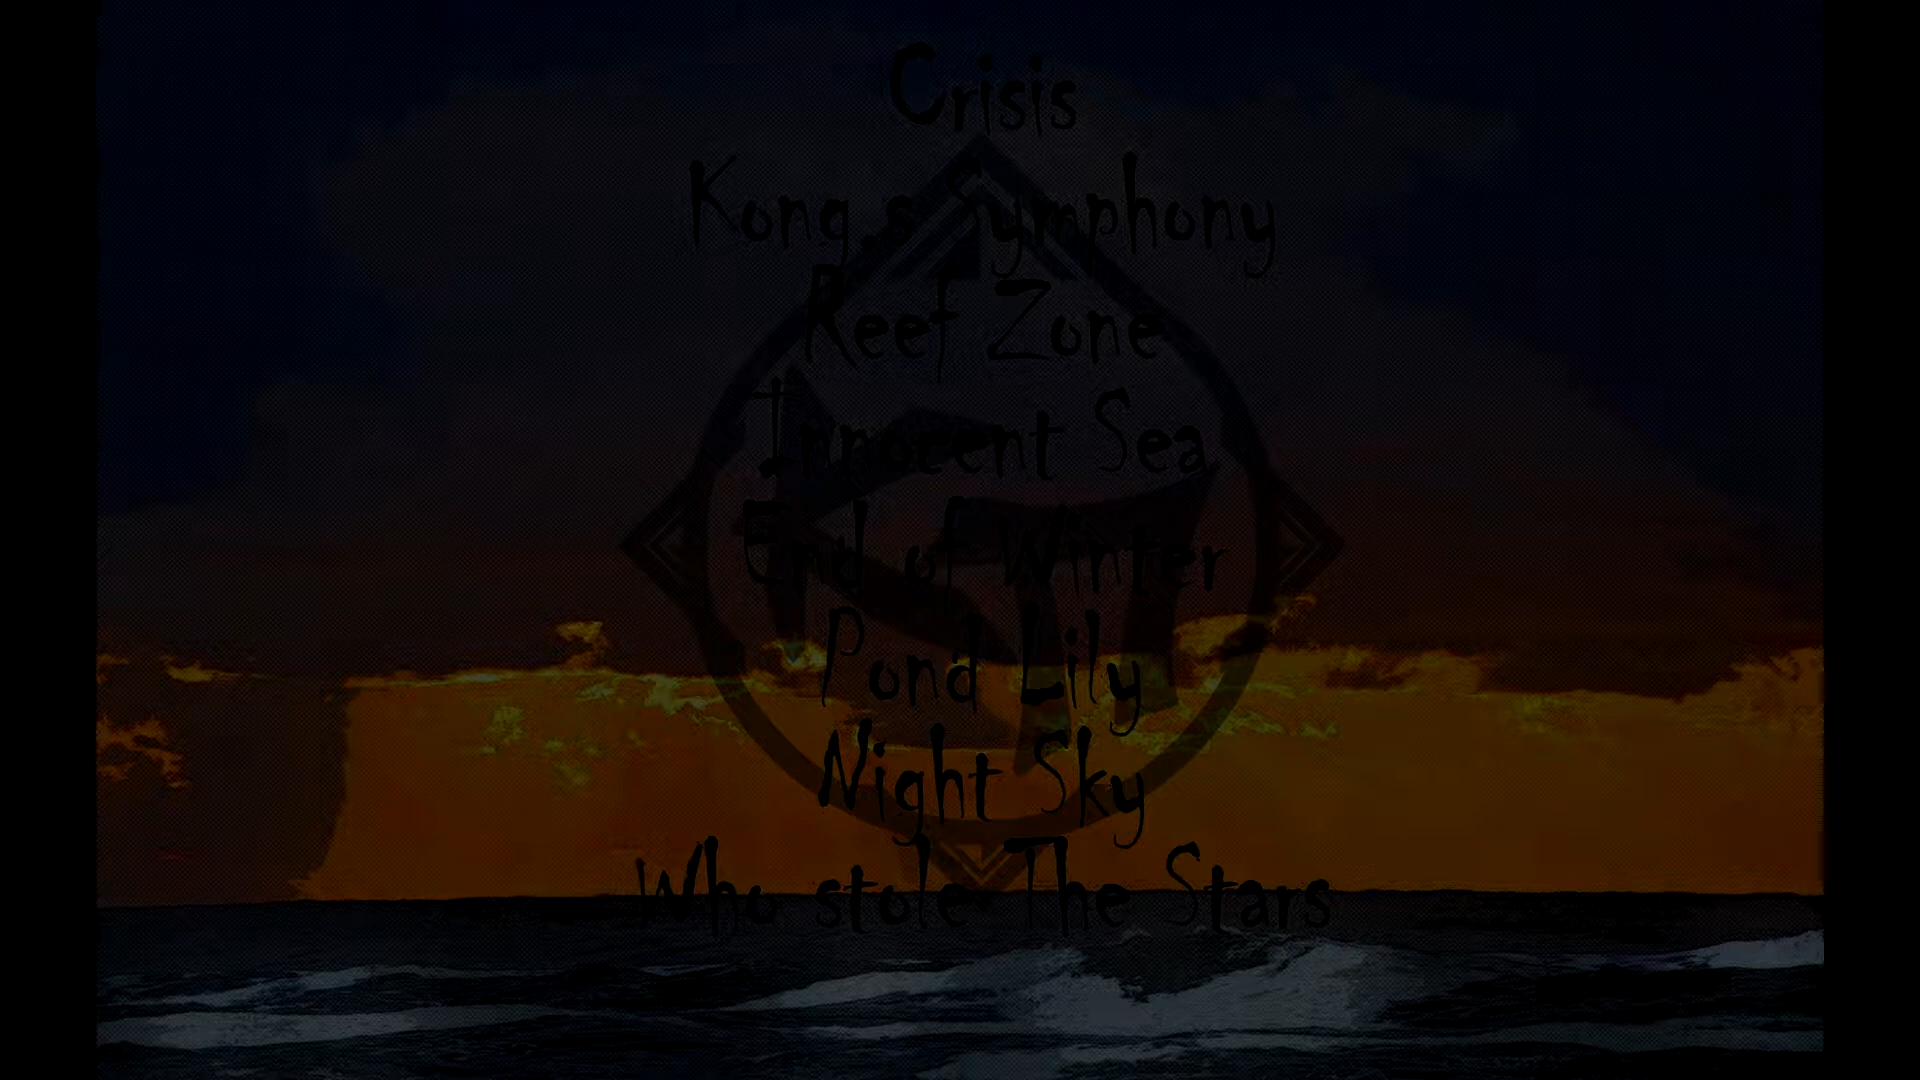 Crisis
Kong,s Symphony
Reef Zone
Innocent Sea
End of Winter
Pond Lily
Night Sky
Who stole The Stars